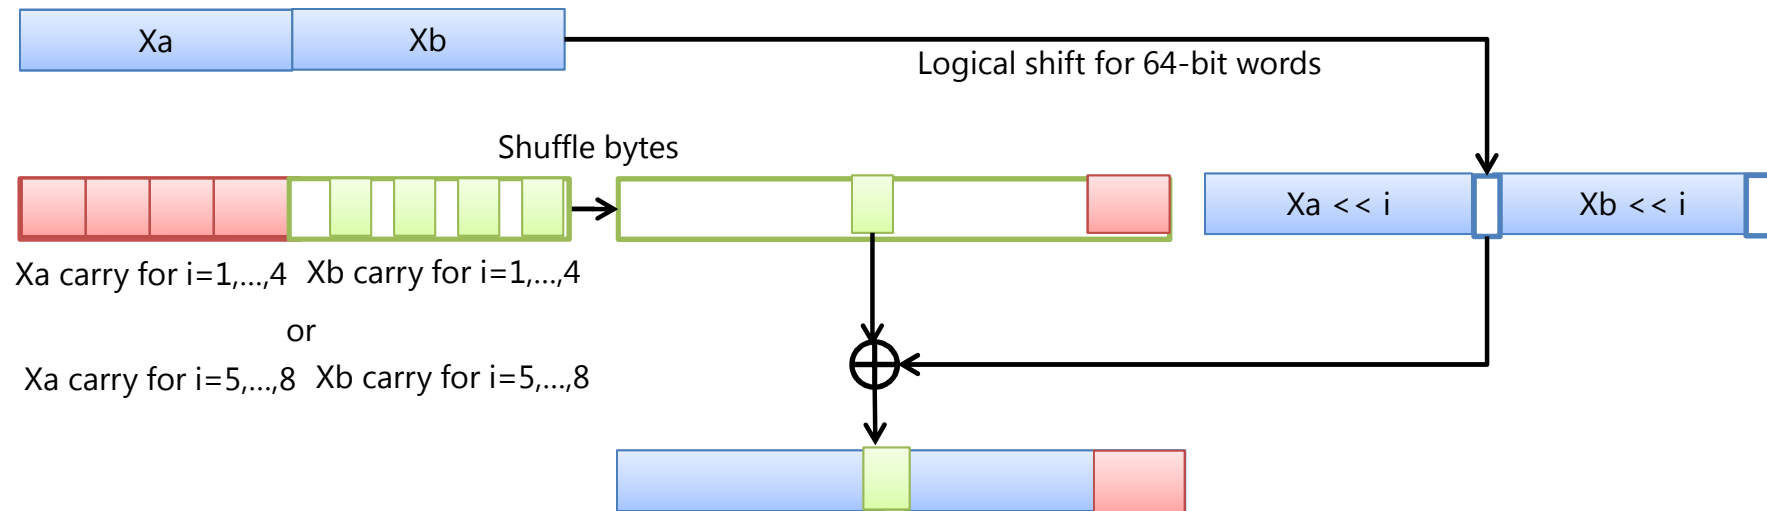 Xa
Xb
Logical shift for 64-bit words
Shuffle bytes
Xa << i
Xb << i
Xa carry for i=1,...,4
Xb carry for i=1,...,4
or
Xa carry for i=5,...,8
Xb carry for i=5,...,8